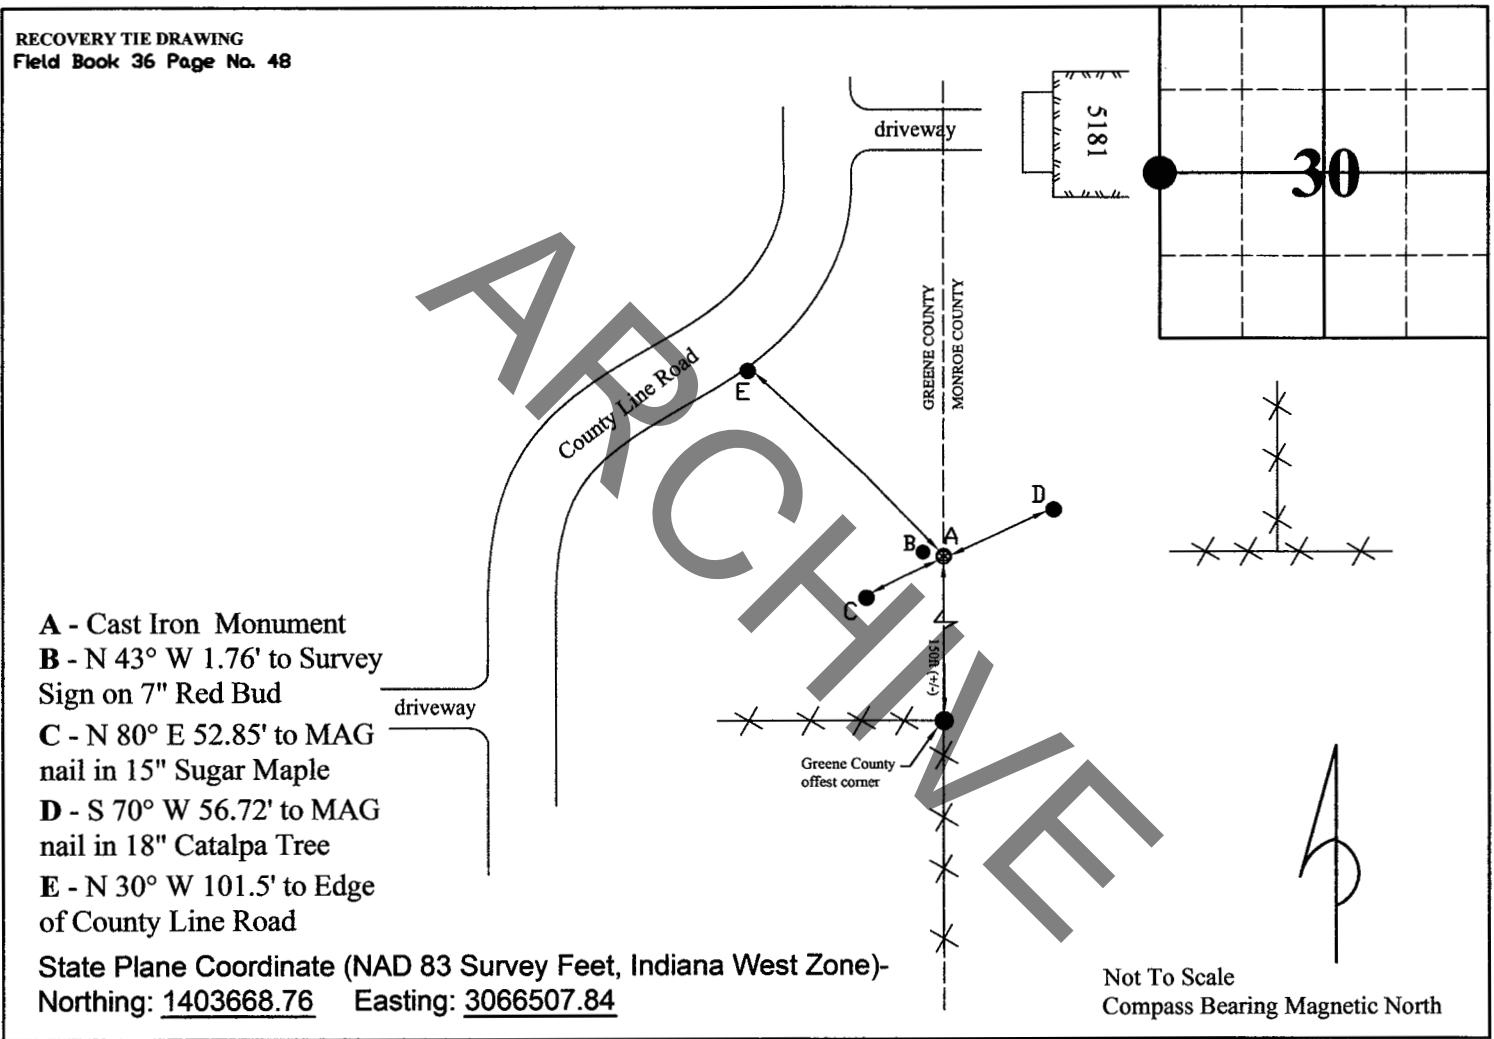 RECOVERY TIE DRAWING
Field Book 36 Page No. 48
driveway
5181
30
GREENE COUNTY
MONROE COUNTY
County Line Road
E
D
A
B
C
150ft (+/-)
ARCHIVE
driveway
Greene County
offest corner
A - Cast Iron Monument
B - N 43° W 1.76' to Survey
Sign on 7" Red Bud
C - N 80° E 52.85' to MAG
nail in 15" Sugar Maple
D - S 70° W 56.72' to MAG
nail in 18" Catalpa Tree
E - N 30° W 101.5' to Edge
of County Line Road
State Plane Coordinate (NAD 83 Survey Feet, Indiana West Zone)-
Northing: 1403668.76 Easting: 3066507.84
Not To Scale
Compass Bearing Magnetic North